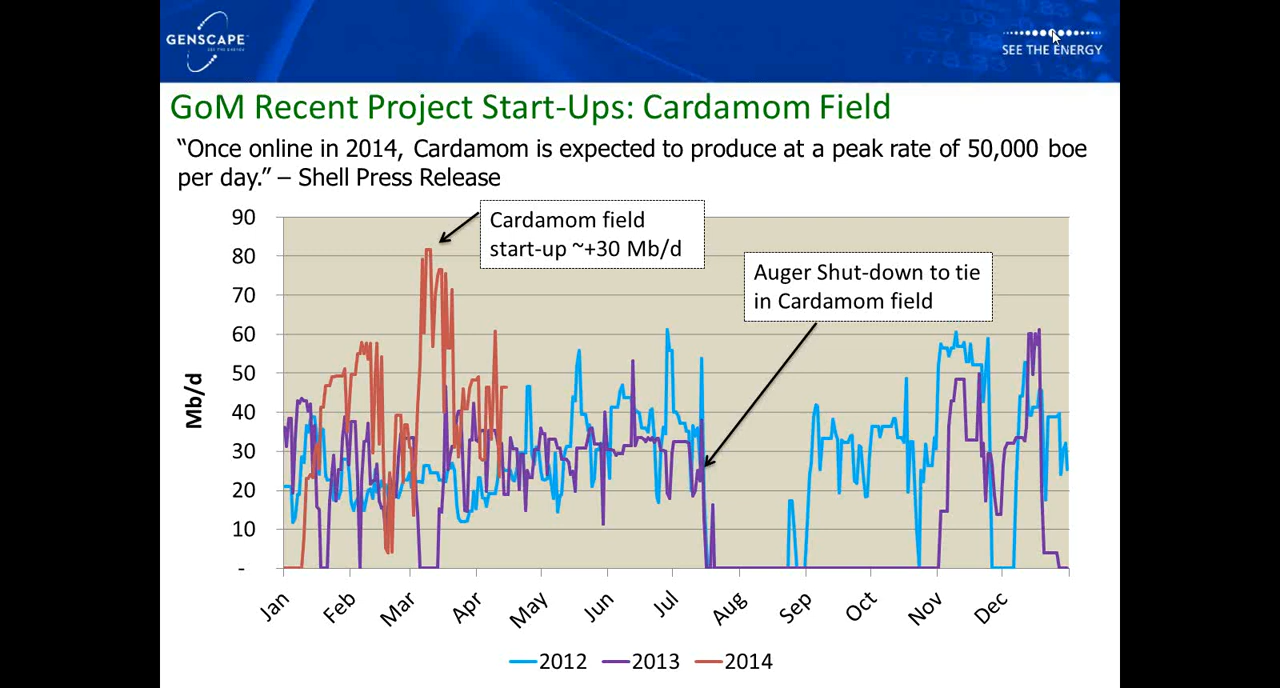 GENSCAPE
SEE THE ENERGY
SEE THE ENERGY
GoM Recent Project Start-Ups: Cardamom Field
“Once online in 2014, Cardamom is expected to produce at a peak rate of 50,000 boe
per day.” – Shell Press Release
Cardamom field
start-up ~+30 Mb/d
Auger Shut-down to tie
in Cardamom field
Mb/d
90
80
70
60
50
40
30
20
10
-
Jan
Feb
Mar
Apr
May
Jun
Jul
Aug
Sep
Oct
Nov
Dec
2012
2013
2014